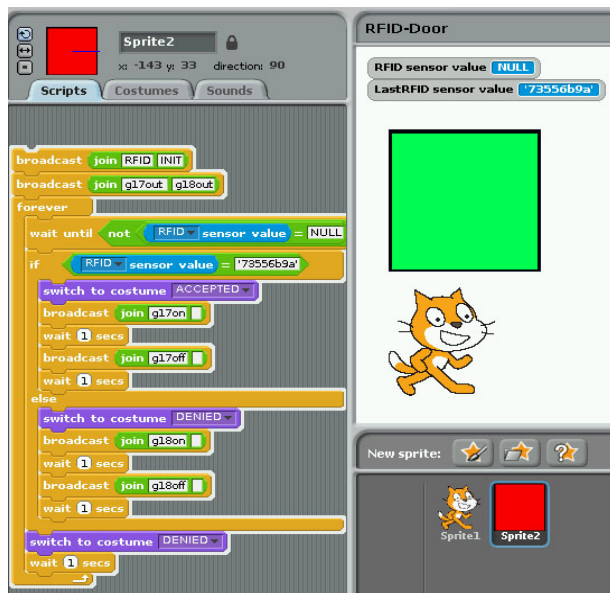 Sprite2
x: -143 y: 33 direction: 90
Scripts Costumes Sounds
broadcast join RFID INIT
broadcast join g17out g18out
forever
wait until not RFID sensor value = NULL
if RFID sensor value = '73556b9a'
switch to costume ACCEPTED
broadcast join g17on
wait 1 secs
broadcast join g17off
wait 1 secs
else
switch to costume DENIED
broadcast join g18on
wait 1 secs
broadcast join g18off
wait 1 secs
switch to costume DENIED
wait 1 secs
RFID-Door
RFID sensor value NULL
LastRFID sensor value '73556b9a'
New sprite:
Sprite1 Sprite2